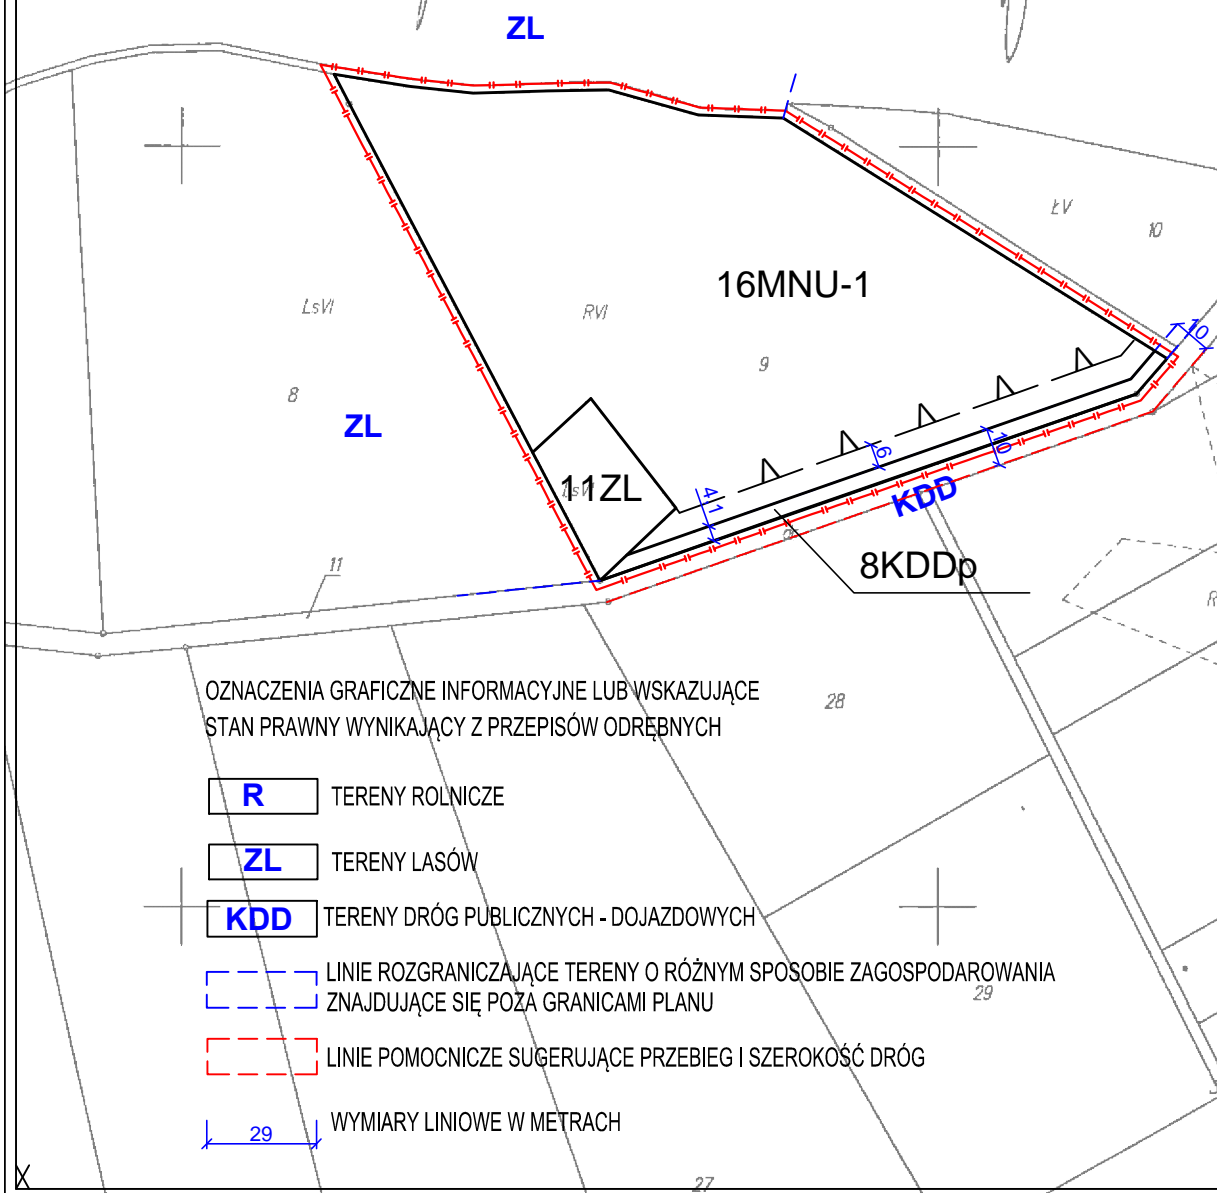 ZL
ŁV
10
16MNU-1
LsVI
RVI
10
9
8
ZL
6
10
11ZL
4,1
KDD
8KDDp
11
R
28
OZNACZENIA GRAFICZNE INFORMACYJNE LUB WSKAZUJĄCE
STAN PRAWNY WYNIKAJĄCY Z PRZEPISÓW ODRĘBNYCH
R TERENY ROLNICZE
ZL TERENY LASÓW
KDD TERENY DRÓG PUBLICZNYCH - DOJAZDOWYCH
LINIE ROZGRANICZAJĄCE TERENY O RÓŻNYM SPOSOBIE ZAGOSPODAROWANIA
ZNAJDUJĄCE SIĘ POZA GRANICAMI PLANU
29
LINIE POMOCNICZE SUGERUJĄCE PRZEBIEG I SZEROKOŚĆ DRÓG
29 WYMIARY LINIOWE W METRACH
27